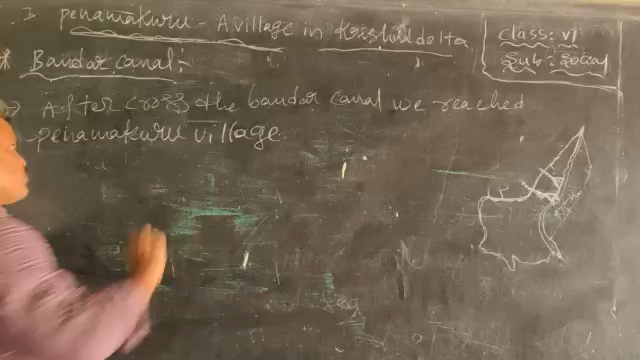 3 penamakuru - A village in Krishna delta
Class: VI
Sub: Social
* Bandar canal:-
After cross the bandar canal we reached
penamakuru village.